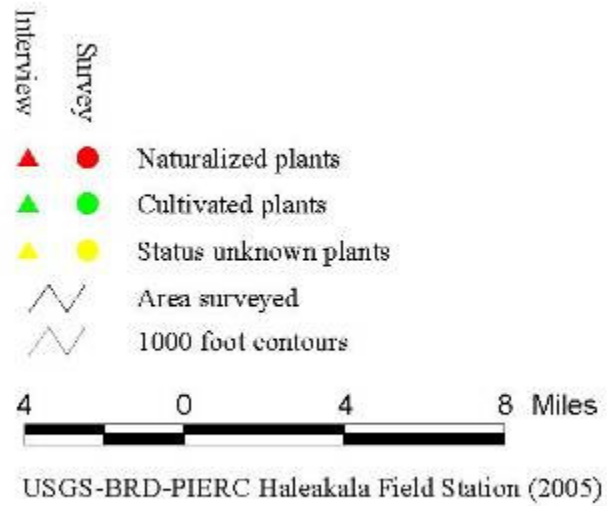 Interview
Survey
Naturalized plants
Cultivated plants
Status unknown plants
Area surveyed
1000 foot contours
4 0 4 8 Miles
USGS-BRD-PIERC Haleakala Field Station (2005)